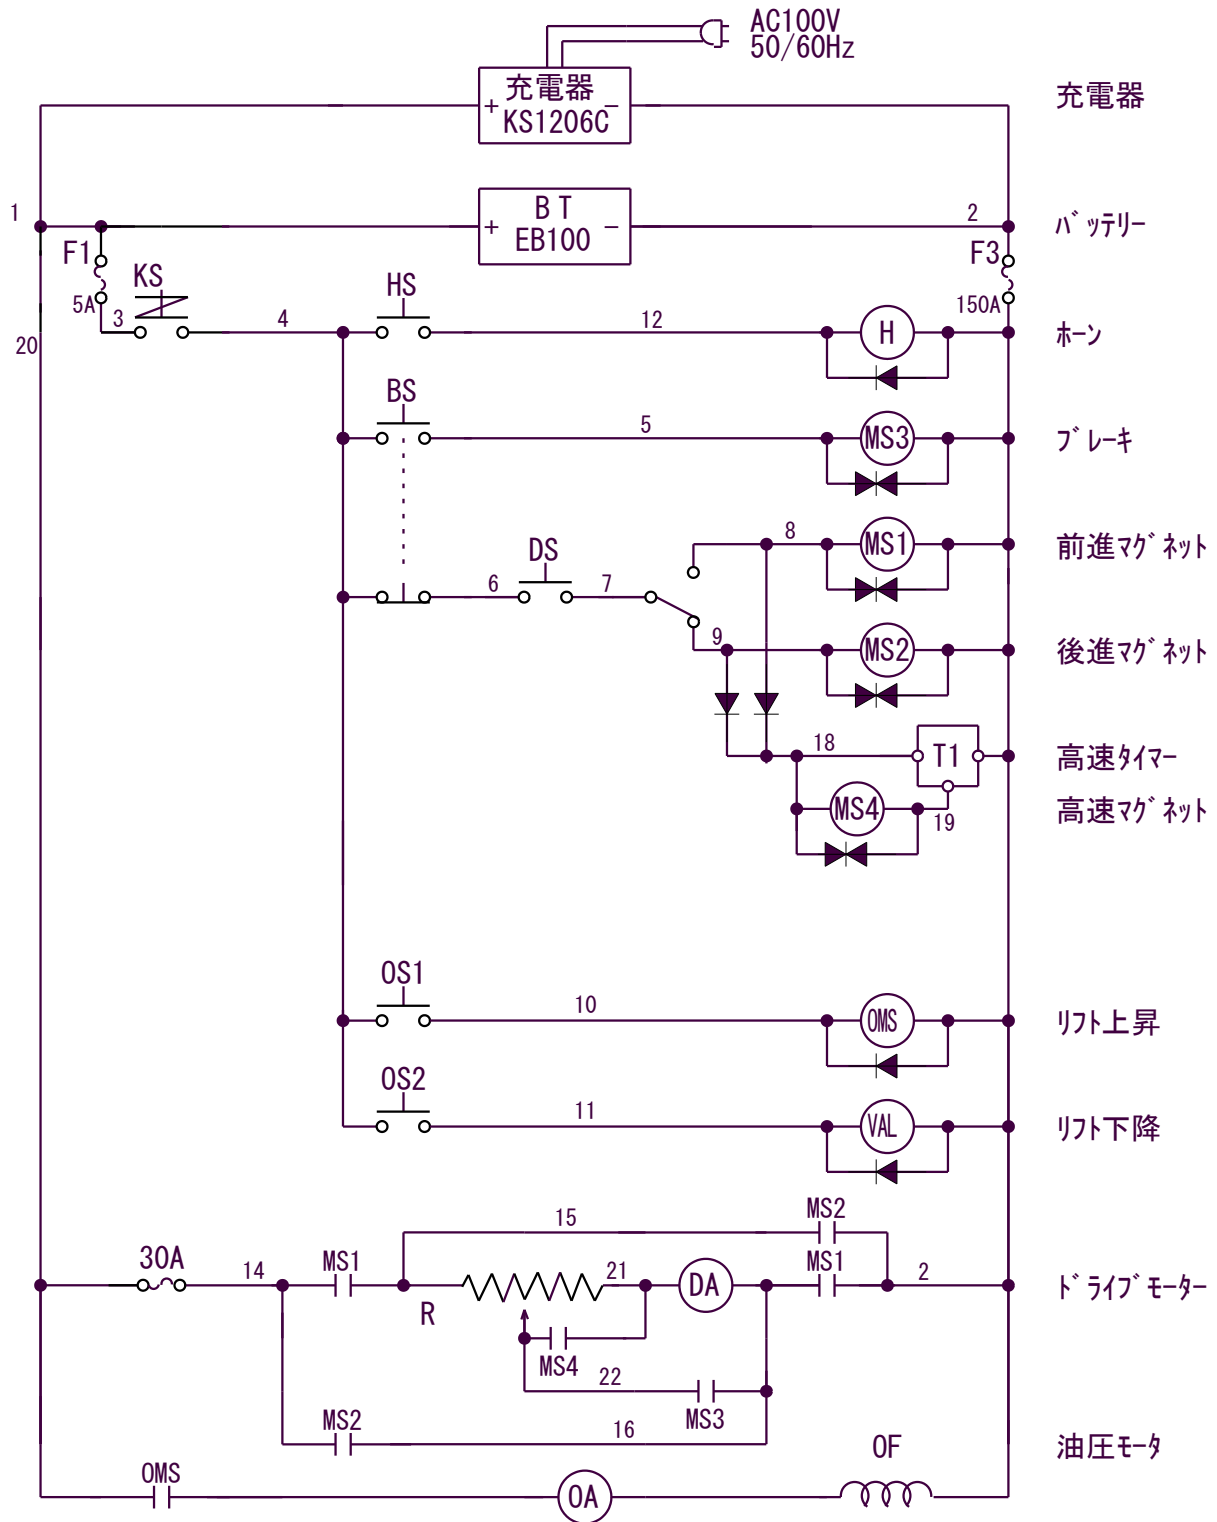 AC100V
50/60Hz
充電器
KS1206C
+ −
充電器
1
BT
EB100
+ −
2
バッテリー
F1
5A
KS
3
4
HS
12
H
F3
150A
ホーン
20
BS
5
MS3
ブレーキ
DS
6
7
8
MS1
前進マグネット
9
MS2
後進マグネット
18
T1
高速タイマー
MS4
19
高速マグネット
OS1
10
OMS
リフト上昇
OS2
11
VAL
リフト下降
15
MS2
30A
14
MS1
R
21
DA
MS1
2
ドライブモーター
MS4
22
MS3
MS2
16
OF
油圧モータ
OMS
OA